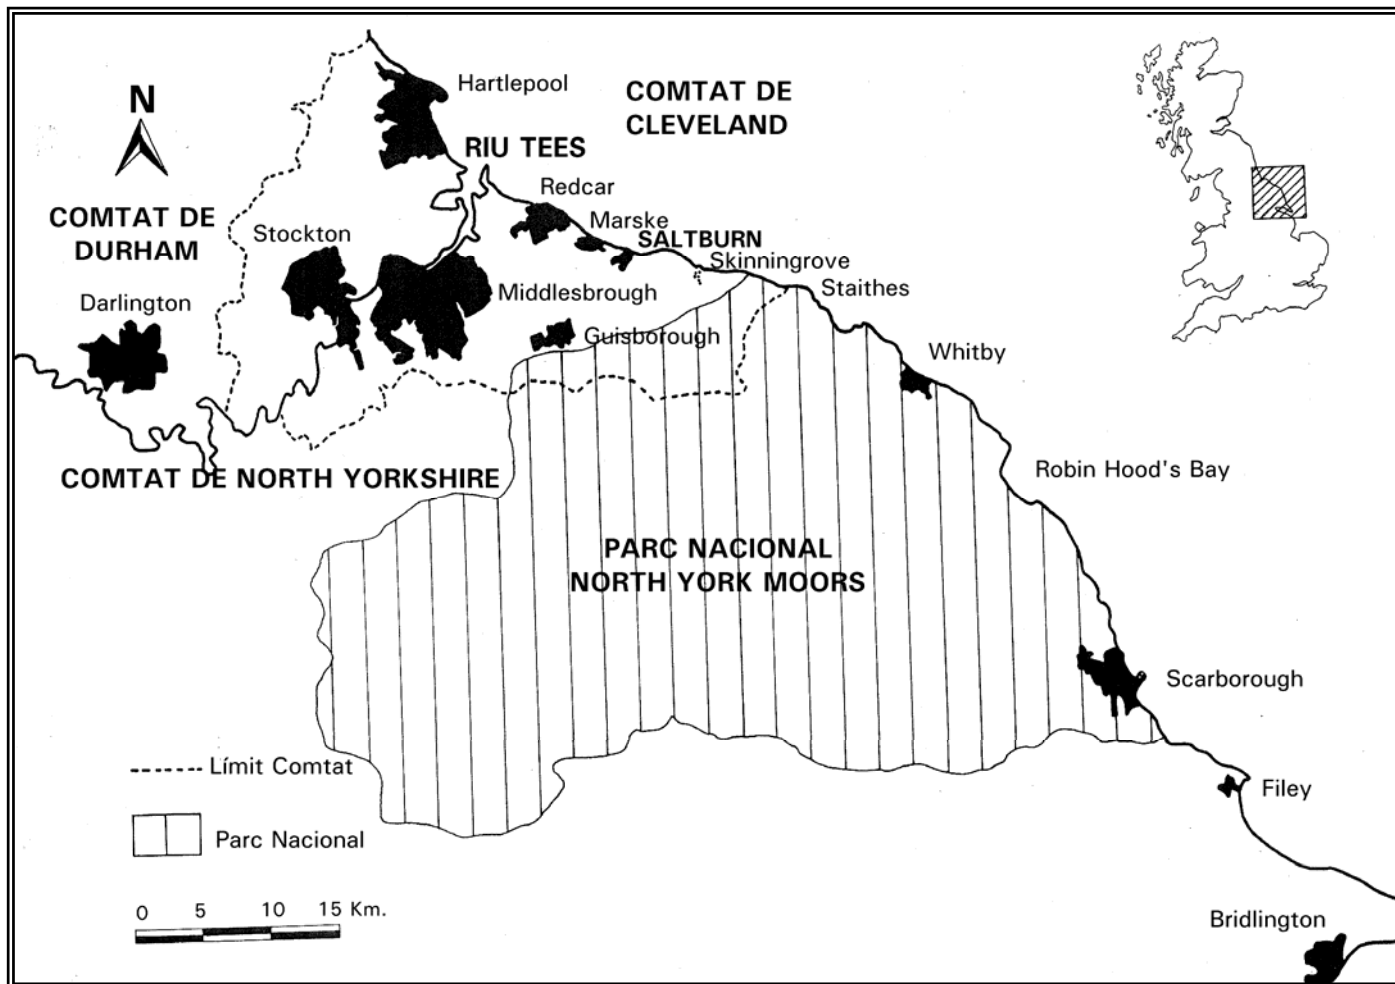 N
Hartlepool
COMTAT DE
CLEVELAND
RIU TEES
Redcar
COMTAT DE
DURHAM
Marske
Stockton
SALTBURN
Skinningrove
Staithes
Darlington
Middlesbrough
Guisborough
Whitby
COMTAT DE NORTH YORKSHIRE
Robin Hood's Bay
PARC NACIONAL
NORTH YORK MOORS
Scarborough
Límit Comtat
Filey
Parc Nacional
0 5 10 15 Km.
Bridlington